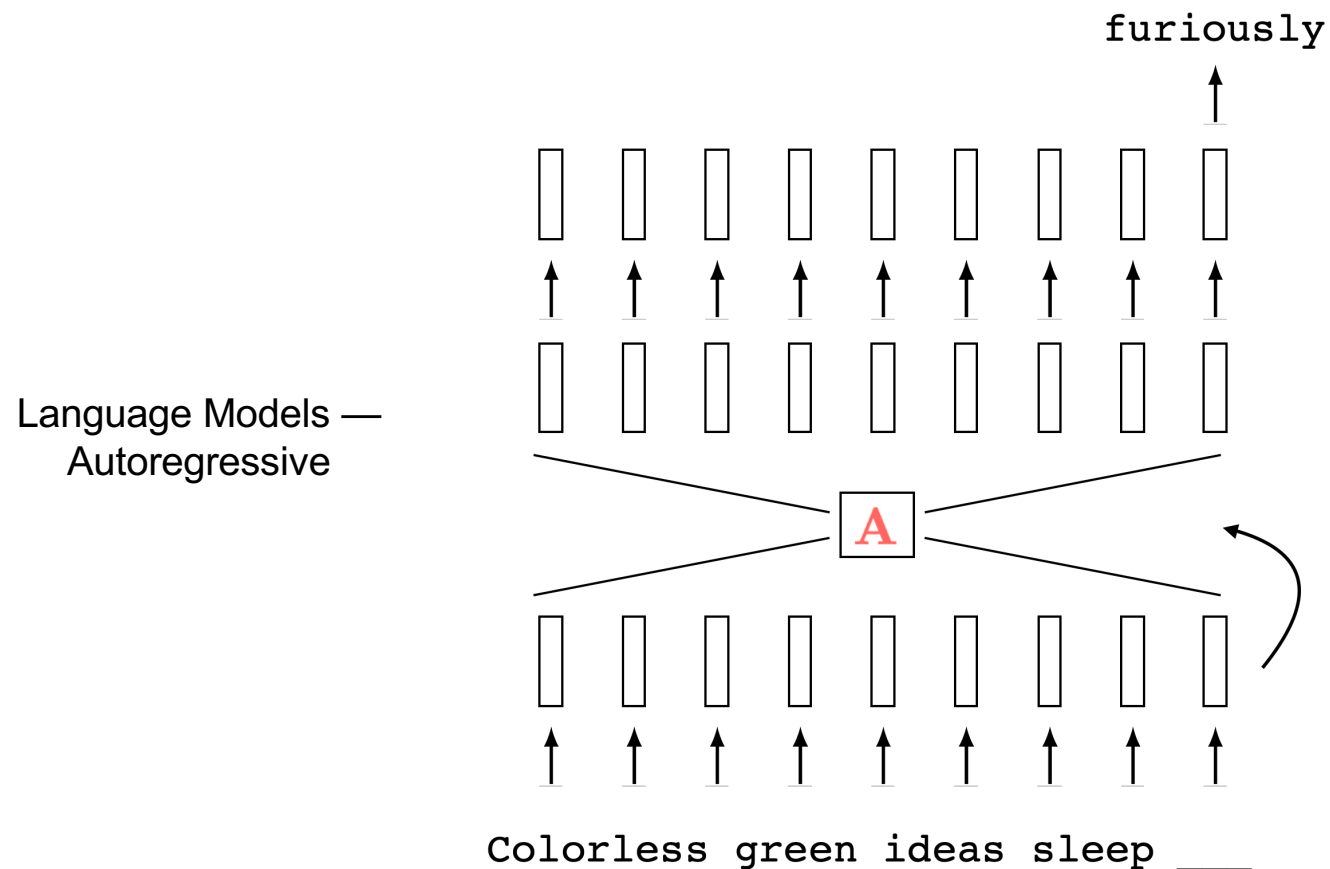 furiously
Language Models —
Autoregressive
A
Colorless green ideas sleep ___